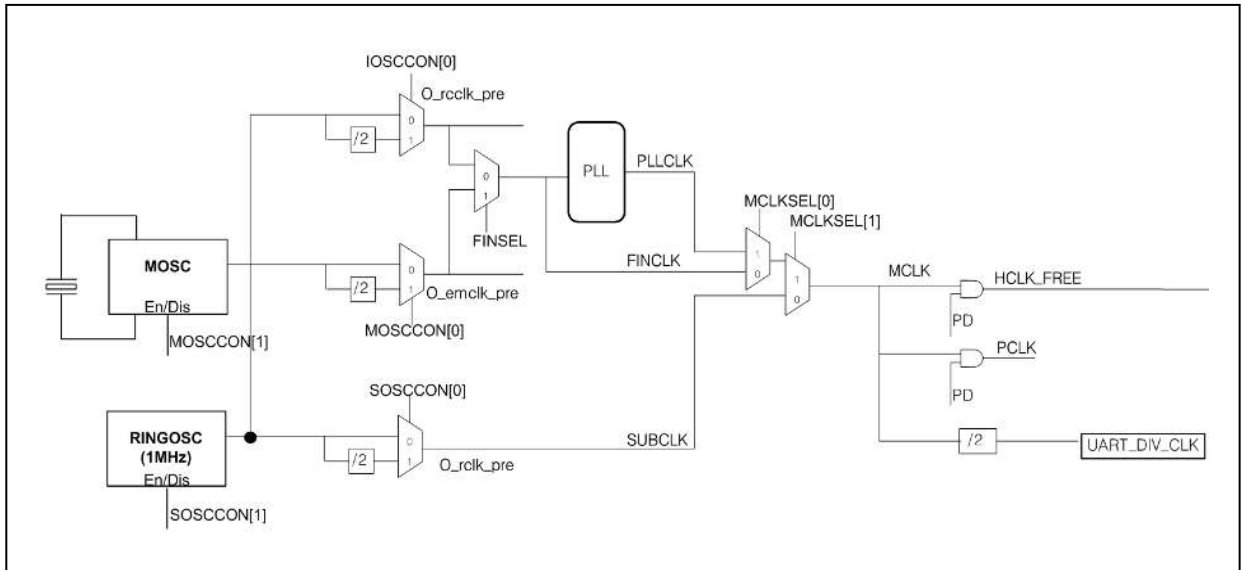 IOSCCON[0]
O_rcclk_pre
0
/2
1
PLL
PLLCLK
0
1
MCLKSEL[0]
MCLKSEL[1]
FINSEL
MOSC
En/Dis
MOSCCON[1]
0
/2
1
O_emclk_pre
MOSCCON[0]
FINCLK
1
0
1
0
MCLK
HCLK_FREE
PD
PCLK
PD
SOSCCON[0]
RINGOSC
(1MHz)
En/Dis
SOSCCON[1]
0
/2
1
O_rclk_pre
SUBCLK
/2
UART_DIV_CLK